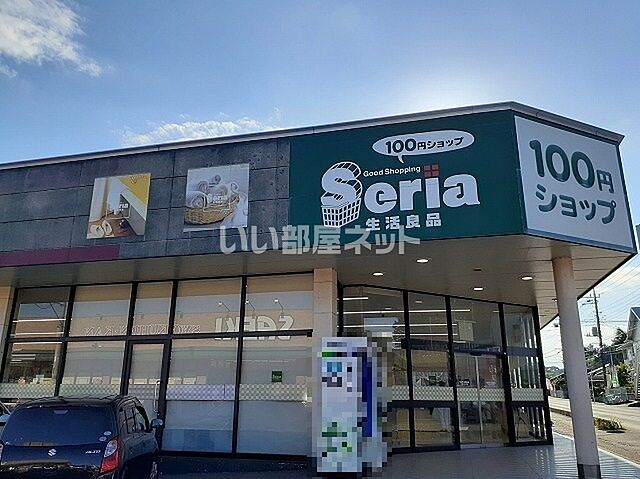 100円ショップ
Good Shopping
Seria
生活良品
100円
ショップ
Seria
いい部屋ネット